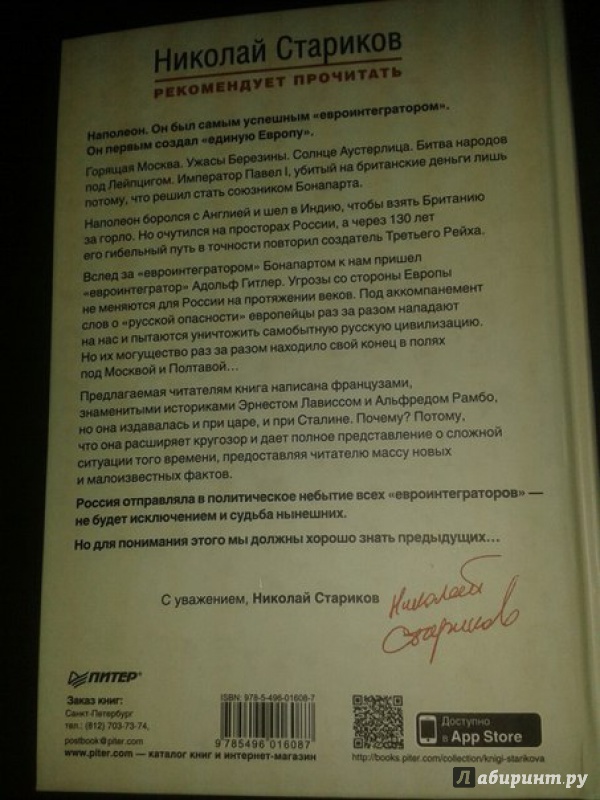 Николай Стариков
РЕКОМЕНДУЕТ ПРОЧИТАТЬ
Наполеон. Он был самым успешным «евроинтегратором».
Он первым создал «единую Европу».
Горящая Москва. Ужасы Березины. Солнце Аустерлица. Битва народов
под Лейпцигом. Император Павел I, убитый на британские деньги лишь
потому, что решил стать союзником Бонапарта.
Наполеон боролся с Англией и шел в Индию, чтобы взять Британию
за горло. Но очутился на просторах России, а через 130 лет
его гибельный путь в точности повторил создатель Третьего Рейха.
Вслед за «евроинтегратором» Бонапартом к нам пришел
«евроинтегратор» Адольф Гитлер. Угрозы со стороны Европы
не меняются для России на протяжении веков. Под аккомпанемент
слов о «русской опасности» европейцы раз за разом нападают
на нас и пытаются уничтожить самобытную русскую цивилизацию.
Но их могущество раз за разом находило свой конец в полях
под Москвой и Полтавой...
Предлагаемая читателям книга написана французами,
знаменитыми историками Эрнестом Лависсом и Альфредом Рамбо,
но она издавалась и при царе, и при Сталине. Почему? Потому,
что она расширяет кругозор и дает полное представление о сложной
ситуации того времени, предоставляя читателю массу новых
и малоизвестных фактов.
Россия отправляла в политическое небытие всех «евроинтеграторов» —
не будет исключением и судьба нынешних.
Но для понимания этого мы должны хорошо знать предыдущих...
С уважением, Николай Стариков
Николай
Стариков
ПИТЕР®
Заказ книг:
Санкт-Петербург
тел.: (812) 703-73-74,
postbook@piter.com
www.piter.com — каталог книг и интернет-магазин
ISBN: 978-5-496-01608-7
9 785496 016087
Доступно
в App Store
http://books.piter.com/collection/knigi-starikova
Лабиринт.ру